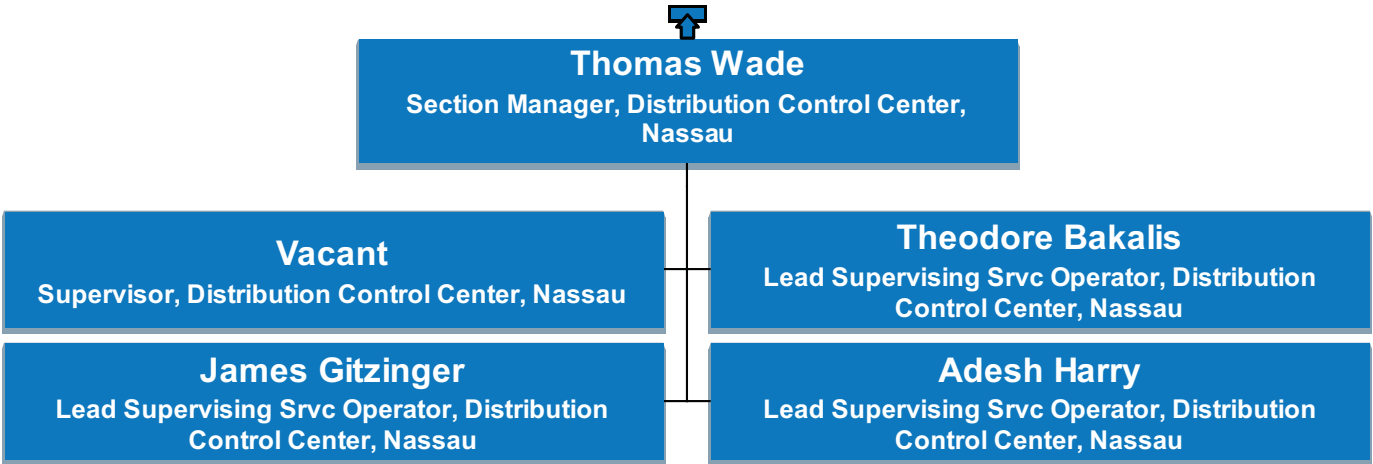 Thomas Wade
Section Manager, Distribution Control Center,
Nassau
Vacant
Supervisor, Distribution Control Center, Nassau
Theodore Bakalis
Lead Supervising Srvc Operator, Distribution
Control Center, Nassau
James Gitzinger
Lead Supervising Srvc Operator, Distribution
Control Center, Nassau
Adesh Harry
Lead Supervising Srvc Operator, Distribution
Control Center, Nassau